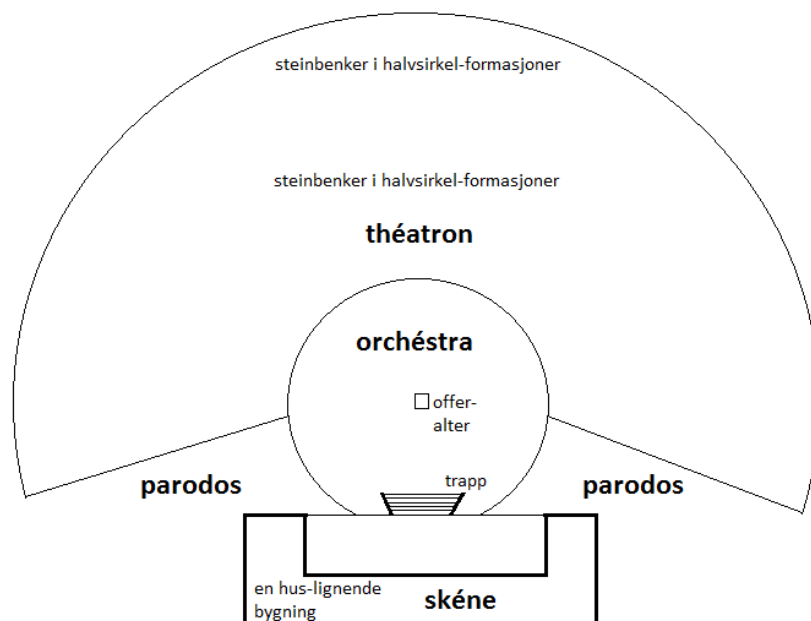 steinbenker i halvsirkel-formasjoner
steinbenker i halvsirkel-formasjoner
théatron
orchéstra
offer-
alter
trapp
parodos
parodos
en hus-lignende
bygning
skéne